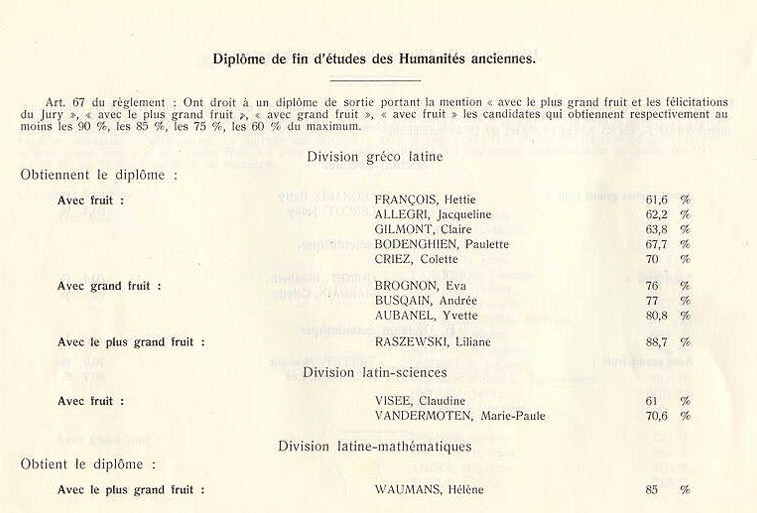 Diplôme de fin d'études des Humanités anciennes.
Art. 67 du règlement : Ont droit à un diplôme de sortie portant la mention « avec le plus grand fruit et les félicitations
du Jury », « avec le plus grand fruit », « avec grand fruit », « avec fruit » les candidates qui obtiennent respectivement au
moins les 90 %, les 85 %, les 75 %, les 60 % du maximum.
Division gréco latine
Obtiennent le diplôme :
Avec fruit : FRANÇOIS, Hettie 61,6 %
ALLEGRI, Jacqueline 62,2 %
GILMONT, Claire 63,8 %
BODENGHIEN, Paulette 67,7 %
CRIEZ, Colette 70 %
Avec grand fruit : BROGNON, Eva 76 %
BUSQAIN, Andrée 77 %
AUBANEL, Yvette 80,8 %
Avec le plus grand fruit : RASZEWSKI, Liliane 88,7 %
Division latin-sciences
Avec fruit : VISEE, Claudine 61 %
VANDERMOTEN, Marie-Paule 70,6 %
Division latine-mathématiques
Obtient le diplôme :
Avec le plus grand fruit : WAUMANS, Hélène 85 %